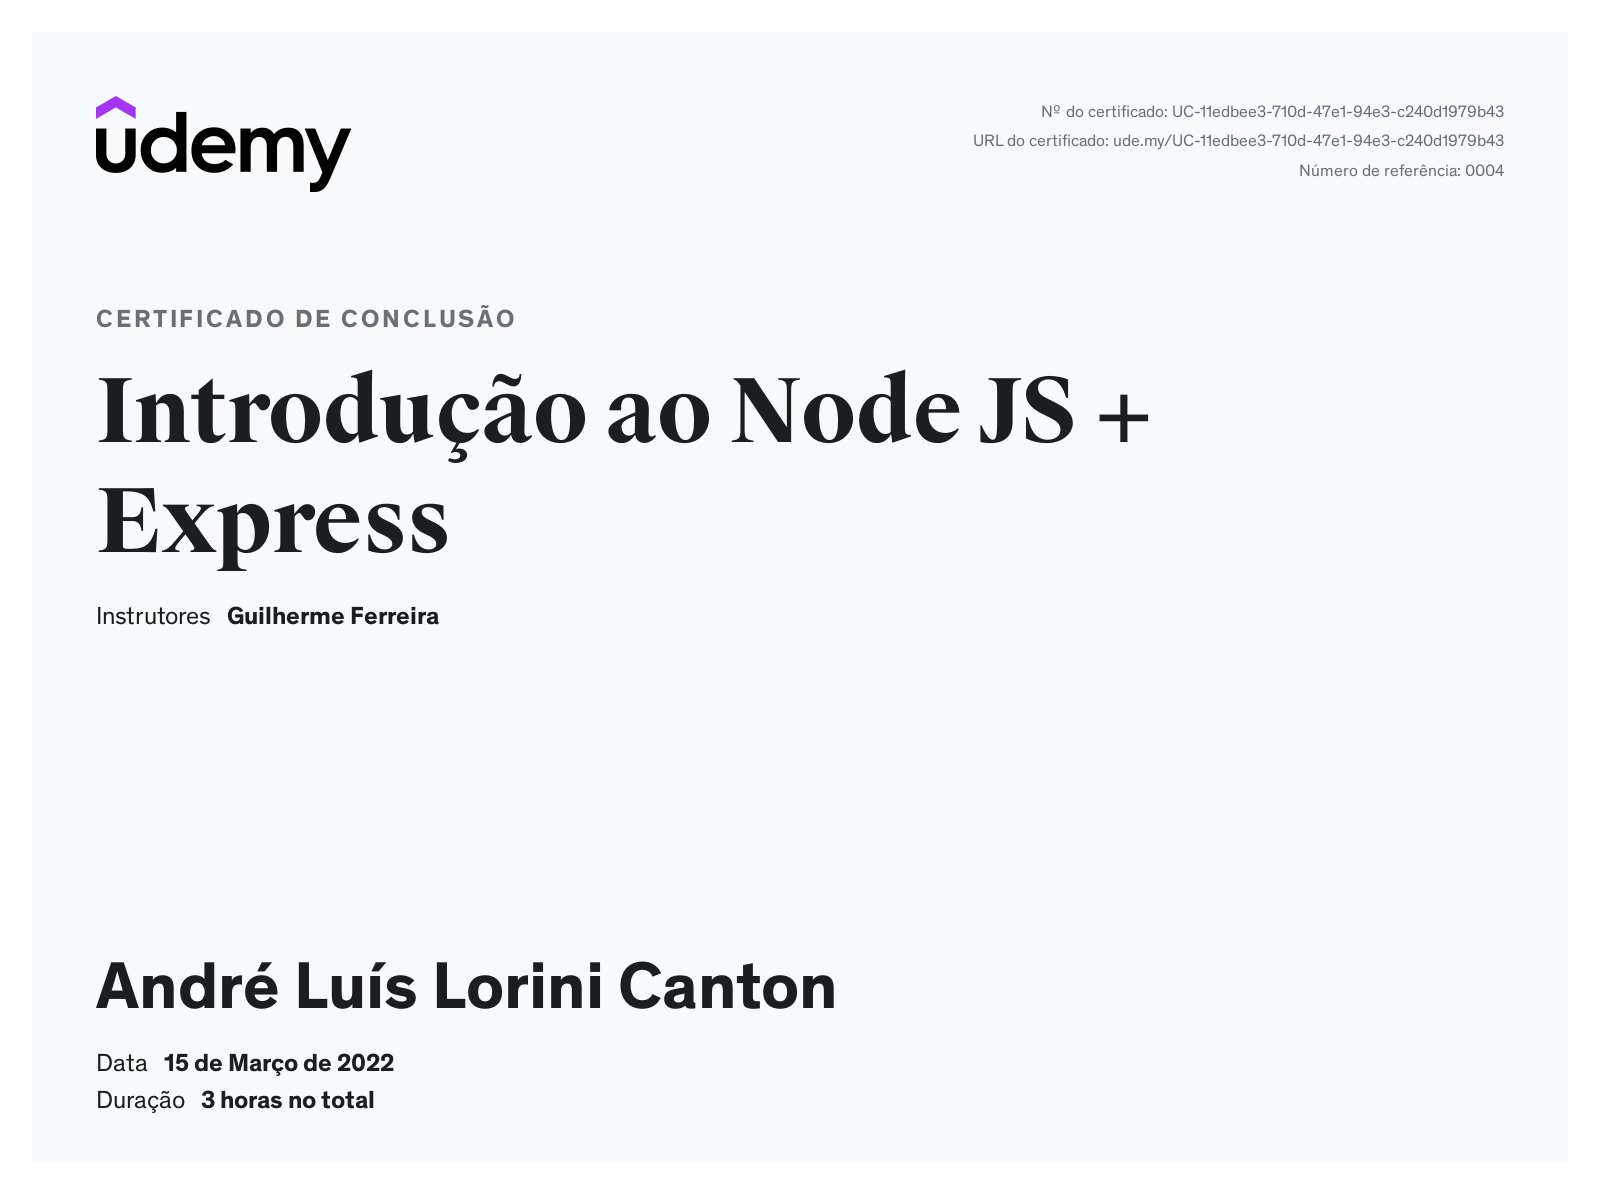 udemy
Nº do certificado: UC-11edbee3-710d-47e1-94e3-c240d1979b43
URL do certificado: ude.my/UC-11edbee3-710d-47e1-94e3-c240d1979b43
Número de referência: 0004
CERTIFICADO DE CONCLUSÃO
Introdução ao Node JS +
Express
Instrutores Guilherme Ferreira
André Luís Lorini Canton
Data 15 de Março de 2022
Duração 3 horas no total